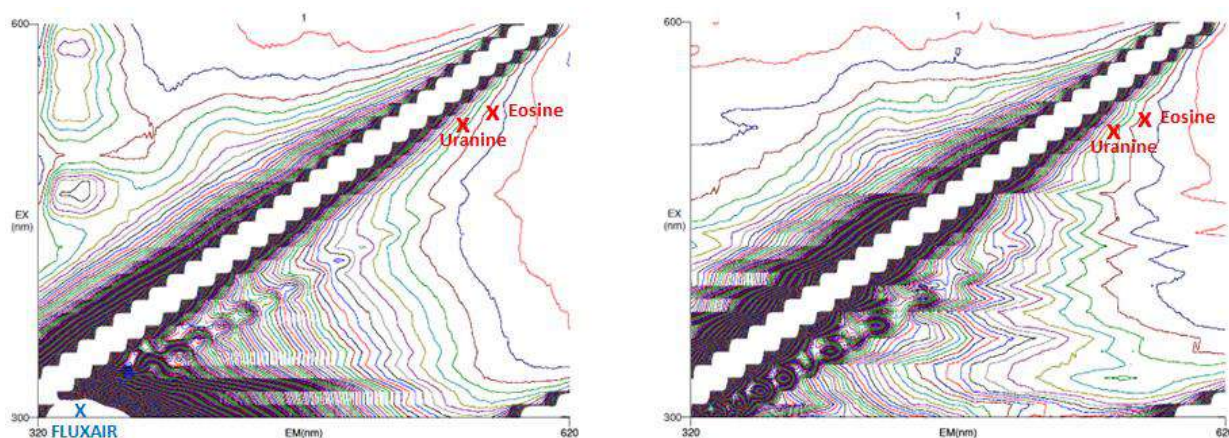 1
600
Eosine
Uranine
EX
(nm)
300
FLUXAIR
320
EM(nm)
620
1
600
Eosine
Uranine
EX
(nm)
300
320
EM(nm)
620